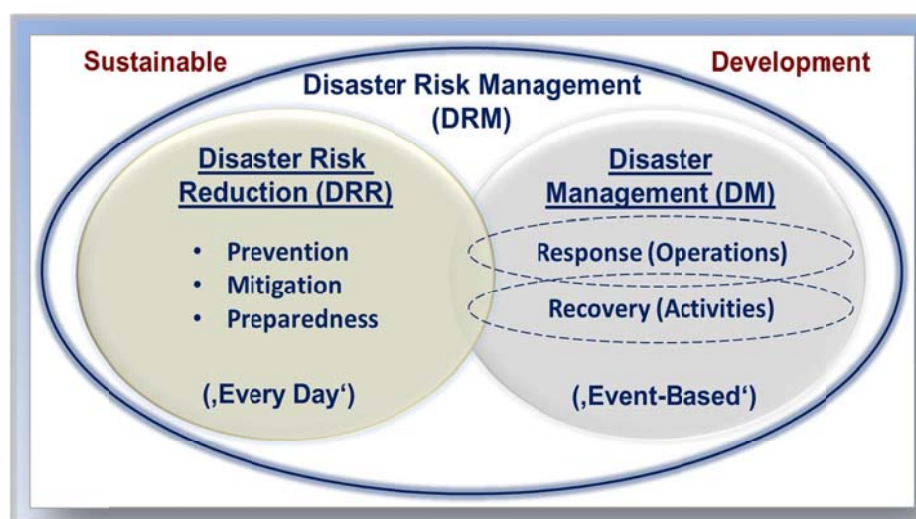 Sustainable
Development
Disaster Risk Management
(DRM)
Disaster Risk
Reduction (DRR)
• Prevention
• Mitigation
• Preparedness
(‚Every Day‘)
Disaster
Management (DM)
Response (Operations)
Recovery (Activities)
(‚Event-Based‘)